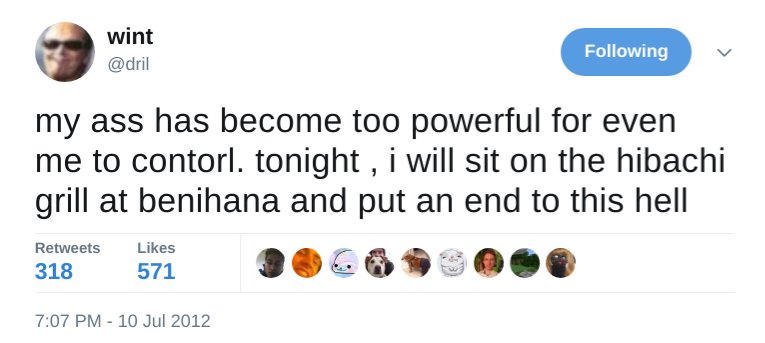 wint
@dril
Following
my ass has become too powerful for even
me to contorl. tonight , i will sit on the hibachi
grill at benihana and put an end to this hell
Retweets Likes
318 571
7:07 PM - 10 Jul 2012